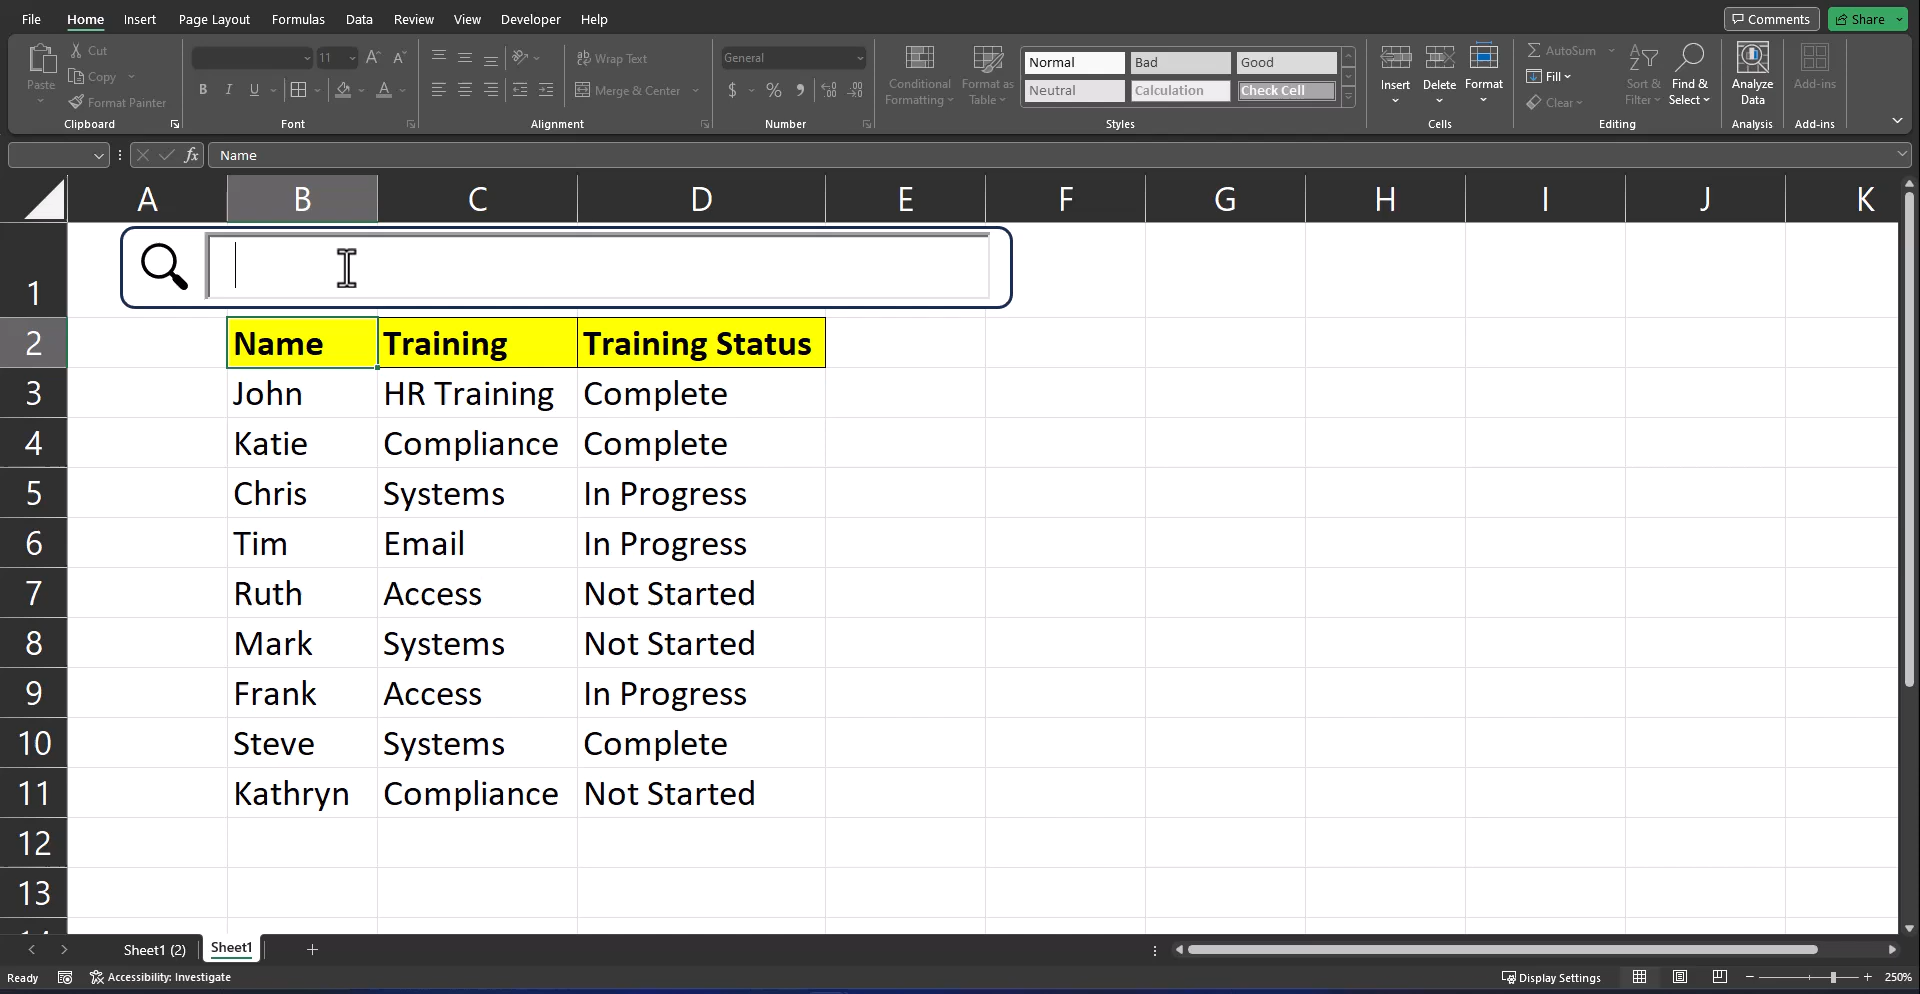 File Home Insert Page Layout Formulas Data Review View Developer Help Comments Share
Cut 11 A A ab Wrap Text General Normal Bad Good AutoSum
Copy Fill
Paste Conditional Format as Insert Delete Format Sort & Find & Analyze Add-ins
Format Painter B I U A Merge & Center $ % 9 Formatting Table Neutral Calculation Check Cell Clear Filter Select Data
Clipboard Font Alignment Number Styles Cells Editing Analysis Add-ins
fx Name
A B C D E F G H I J K
1
2 Name Training Training Status
3 John HR Training Complete
4 Katie Compliance Complete
5 Chris Systems In Progress
6 Tim Email In Progress
7 Ruth Access Not Started
8 Mark Systems Not Started
9 Frank Access In Progress
10 Steve Systems Complete
11 Kathryn Compliance Not Started
12
13
Sheet1 (2) Sheet1 +
Ready Accessibility: Investigate Display Settings − + 250%